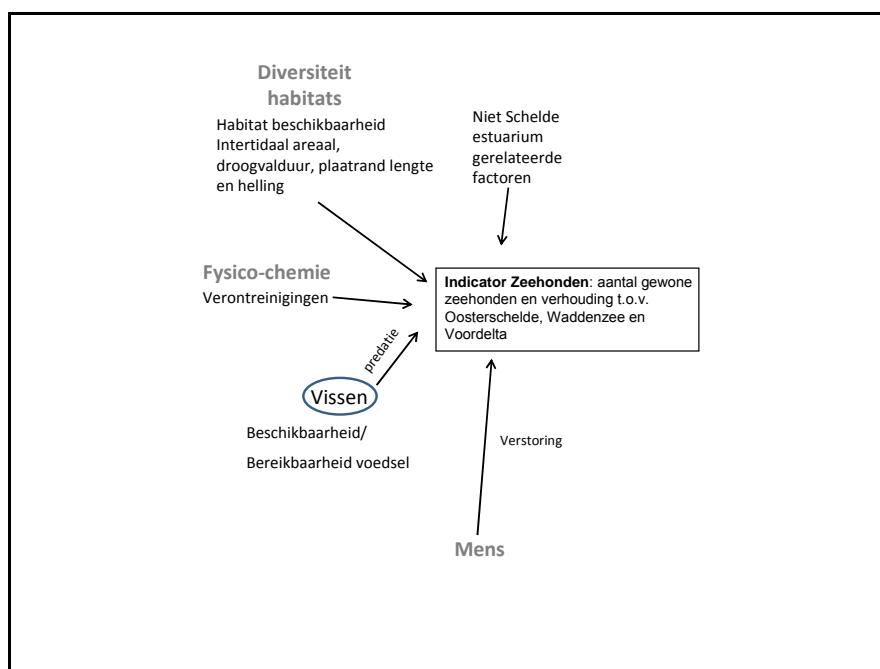 Diversiteit
habitats
Habitat beschikbaarheid
Intertidaal areaal,
droogvalduur, plaatrand lengte
en helling
Niet Schelde
estuarium
gerelateerde
factoren
Fysico-chemie
Verontreinigingen
Indicator Zeehonden: aantal gewone
zeehonden en verhouding t.o.v.
Oosterschelde, Waddenzee en
Voordelta
predatie
Vissen
Beschikbaarheid/
Bereikbaarheid voedsel
Verstoring
Mens